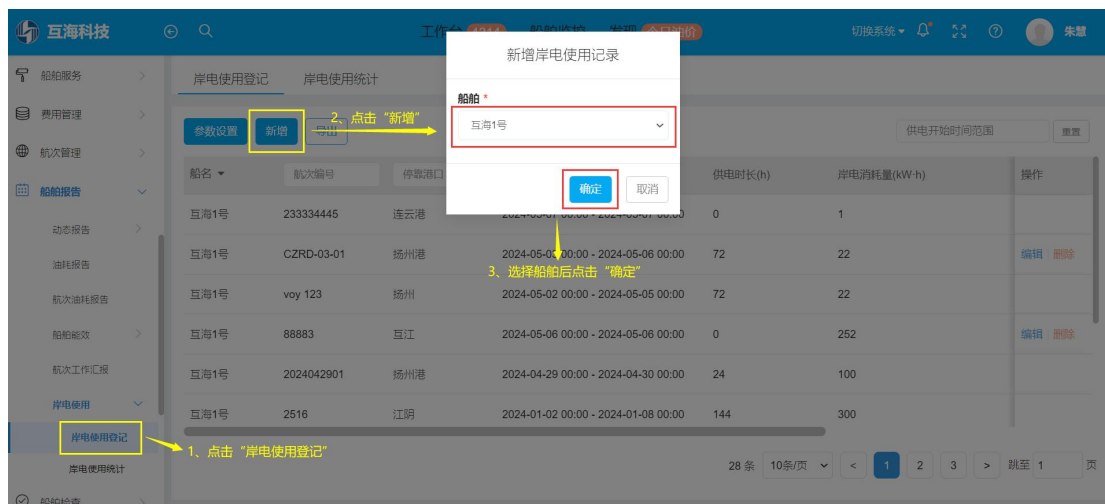 互海科技
工作台
船舶监控
发现
切换系统
朱慧
船舶服务
费用管理
航次管理
船舶报告
动态报告
油耗报告
航次油耗报告
船舶能效
航次工作汇报
岸电使用
岸电使用登记
岸电使用统计
船舶检查
岸电使用登记 岸电使用统计
参数设置 新增 导出
2、点击“新增”
供电开始时间范围 重置
新增岸电使用记录
船舶 *
互海1号
确定 取消
3、选择船舶后点击“确定”
1、点击“岸电使用登记”
船名 航次编号 停靠港口 供电时长(h) 岸电消耗量(kW·h) 操作
互海1号 233334445 连云港 2024-05-07 00:00 - 2024-05-07 00:00 0 1
互海1号 CZRD-03-01 扬州港 2024-05-03 00:00 - 2024-05-06 00:00 72 22 编辑 删除
互海1号 voy 123 扬州 2024-05-02 00:00 - 2024-05-05 00:00 72 22
互海1号 88883 互江 2024-05-06 00:00 - 2024-05-06 00:00 0 252 编辑 删除
互海1号 2024042901 扬州港 2024-04-29 00:00 - 2024-04-30 00:00 24 100
互海1号 2516 江阴 2024-01-02 00:00 - 2024-01-08 00:00 144 300
28 条 10条/页 < 1 2 3 > 跳至 1 页